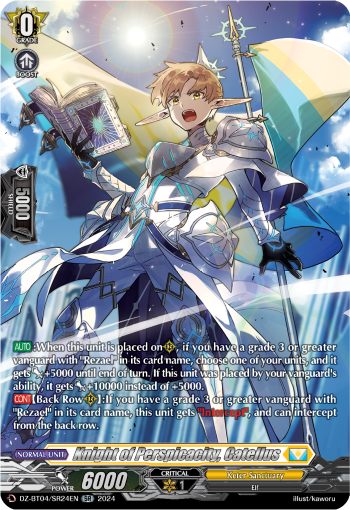 0
GRADE
BOOST
5000
SHIELD
AUTO:When this unit is placed on R, if you have a grade 3 or greater
vanguard with "Rezael" in its card name, choose one of your units, and it
gets +5000 until end of turn. If this unit was placed by your vanguard's
ability, it gets +10000 instead of +5000.
CONT【Back Row R】:If you have a grade 3 or greater vanguard with
"Rezael" in its card name, this unit gets "Intercept", and can intercept
from the back row.
NORMAL UNIT
Knight of Perspicacity, Gatellus
POWER 6000
CRITICAL
1
Keter Sanctuary
Elf
D DZ-BT04/SR24EN SR 2024
illust/kaworu